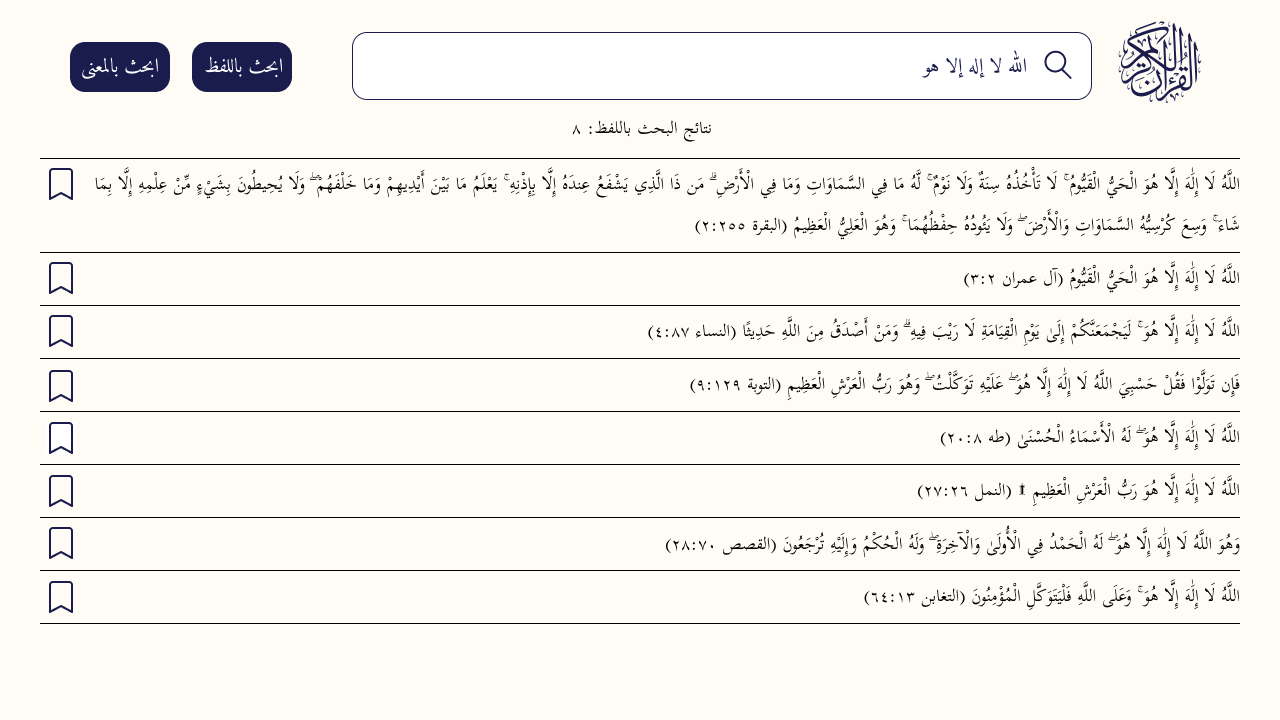 القرآن الكريم
الله لا إله إلا هو
ابحث باللفظ
ابحث بالمعنى
نتائج البحث باللفظ: ٨
اللَّهُ لَا إِلَٰهَ إِلَّا هُوَ الْحَيُّ الْقَيُّومُ ۚ لَا تَأْخُذُهُ سِنَةٌ وَلَا نَوْمٌ ۚ لَّهُ مَا فِي السَّمَاوَاتِ وَمَا فِي الْأَرْضِ ۗ مَن ذَا الَّذِي يَشْفَعُ عِندَهُ إِلَّا بِإِذْنِهِ ۚ يَعْلَمُ مَا بَيْنَ أَيْدِيهِمْ وَمَا خَلْفَهُمْ ۖ وَلَا يُحِيطُونَ بِشَيْءٍ مِّنْ عِلْمِهِ إِلَّا بِمَا
شَاءَ ۚ وَسِعَ كُرْسِيُّهُ السَّمَاوَاتِ وَالْأَرْضَ ۖ وَلَا يَئُودُهُ حِفْظُهُمَا ۚ وَهُوَ الْعَلِيُّ الْعَظِيمُ (البقرة ٢:٢٥٥)
اللَّهُ لَا إِلَٰهَ إِلَّا هُوَ الْحَيُّ الْقَيُّومُ (آل عمران ٣:٢)
اللَّهُ لَا إِلَٰهَ إِلَّا هُوَ ۚ لَيَجْمَعَنَّكُمْ إِلَىٰ يَوْمِ الْقِيَامَةِ لَا رَيْبَ فِيهِ ۗ وَمَنْ أَصْدَقُ مِنَ اللَّهِ حَدِيثًا (النساء ٤:٨٧)
فَإِن تَوَلَّوْا فَقُلْ حَسْبِيَ اللَّهُ لَا إِلَٰهَ إِلَّا هُوَ ۖ عَلَيْهِ تَوَكَّلْتُ ۖ وَهُوَ رَبُّ الْعَرْشِ الْعَظِيمِ (التوبة ٩:١٢٩)
اللَّهُ لَا إِلَٰهَ إِلَّا هُوَ ۖ لَهُ الْأَسْمَاءُ الْحُسْنَىٰ (طه ٢٠:٨)
اللَّهُ لَا إِلَٰهَ إِلَّا هُوَ رَبُّ الْعَرْشِ الْعَظِيمِ ۩ (النمل ٢٧:٢٦)
وَهُوَ اللَّهُ لَا إِلَٰهَ إِلَّا هُوَ ۖ لَهُ الْحَمْدُ فِي الْأُولَىٰ وَالْآخِرَةِ ۖ وَلَهُ الْحُكْمُ وَإِلَيْهِ تُرْجَعُونَ (القصص ٢٨:٧٠)
اللَّهُ لَا إِلَٰهَ إِلَّا هُوَ ۚ وَعَلَى اللَّهِ فَلْيَتَوَكَّلِ الْمُؤْمِنُونَ (التغابن ٦٤:١٣)